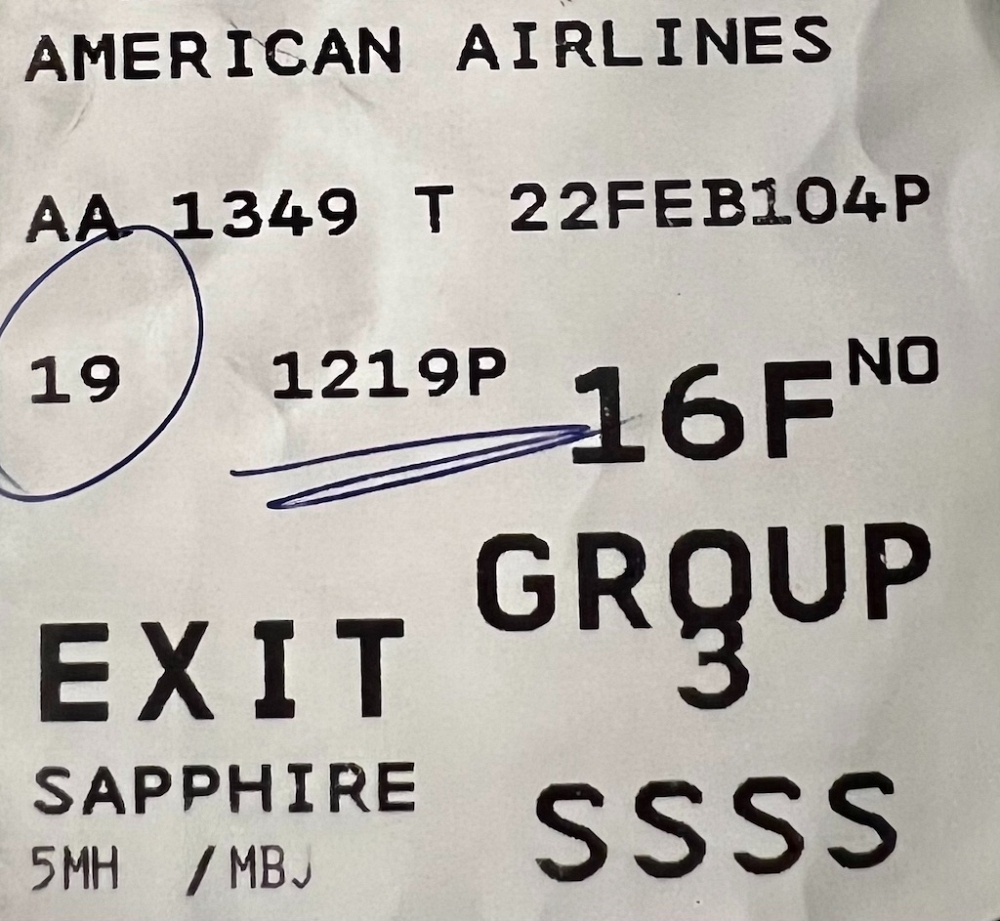 AMERICAN AIRLINES
AA 1349 T 22FEB104P
19 1219P 16F NO
GROUP
3
EXIT
SAPPHIRE
SSSS
5MH /MBJ